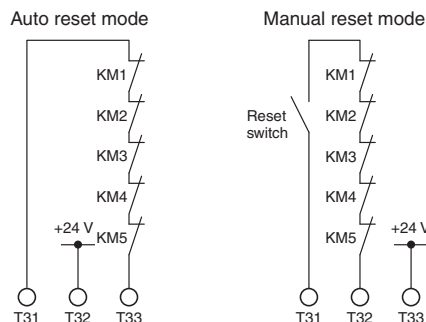 Auto reset mode
KM1
KM2
KM3
KM4
+24 V
KM5
T31 T32 T33
Manual reset mode
KM1
Reset
switch
KM2
KM3
KM4
+24 V
KM5
T31 T32 T33